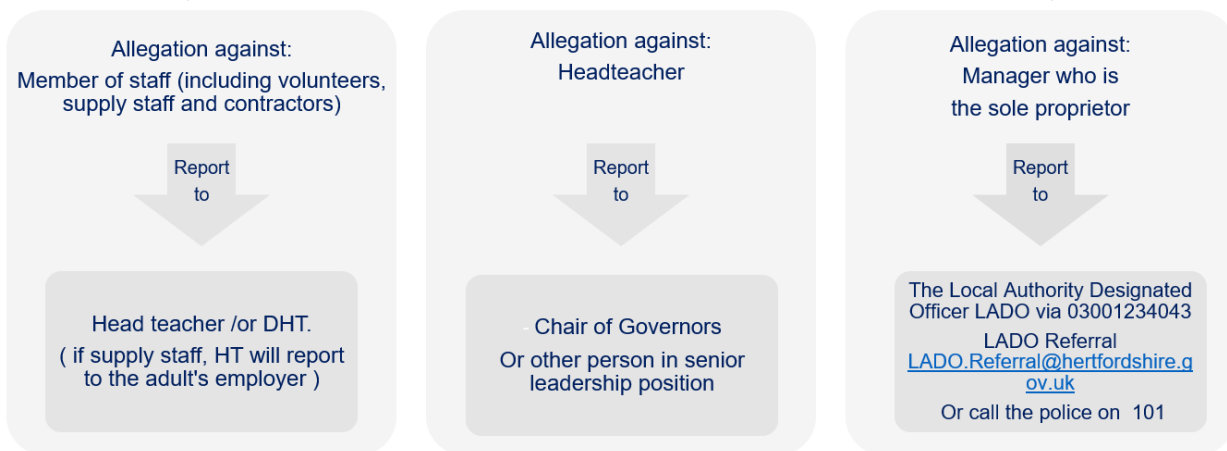 Allegation against:
Member of staff (including volunteers,
supply staff and contractors)
Report
to
Head teacher /or DHT.
( if supply staff, HT will report
to the adult's employer )
Allegation against:
Headteacher
Report
to
- Chair of Governors
Or other person in senior
leadership position
Allegation against:
Manager who is
the sole proprietor
Report
to
The Local Authority Designated
Officer LADO via 03001234043
LADO Referral
LADO.Referral@hertfordshire.g
ov.uk
Or call the police on 101